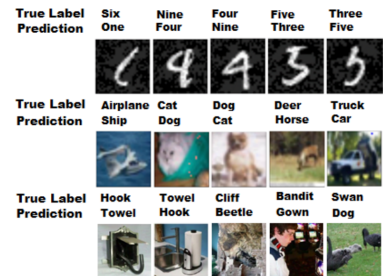 True Label Six Nine Four Five Three
Prediction One Four Nine Three Five
True Label Airplane Cat Dog Deer Truck
Prediction Ship Dog Cat Horse Car
True Label Hook Towel Cliff Bandit Swan
Prediction Towel Hook Beetle Gown Dog